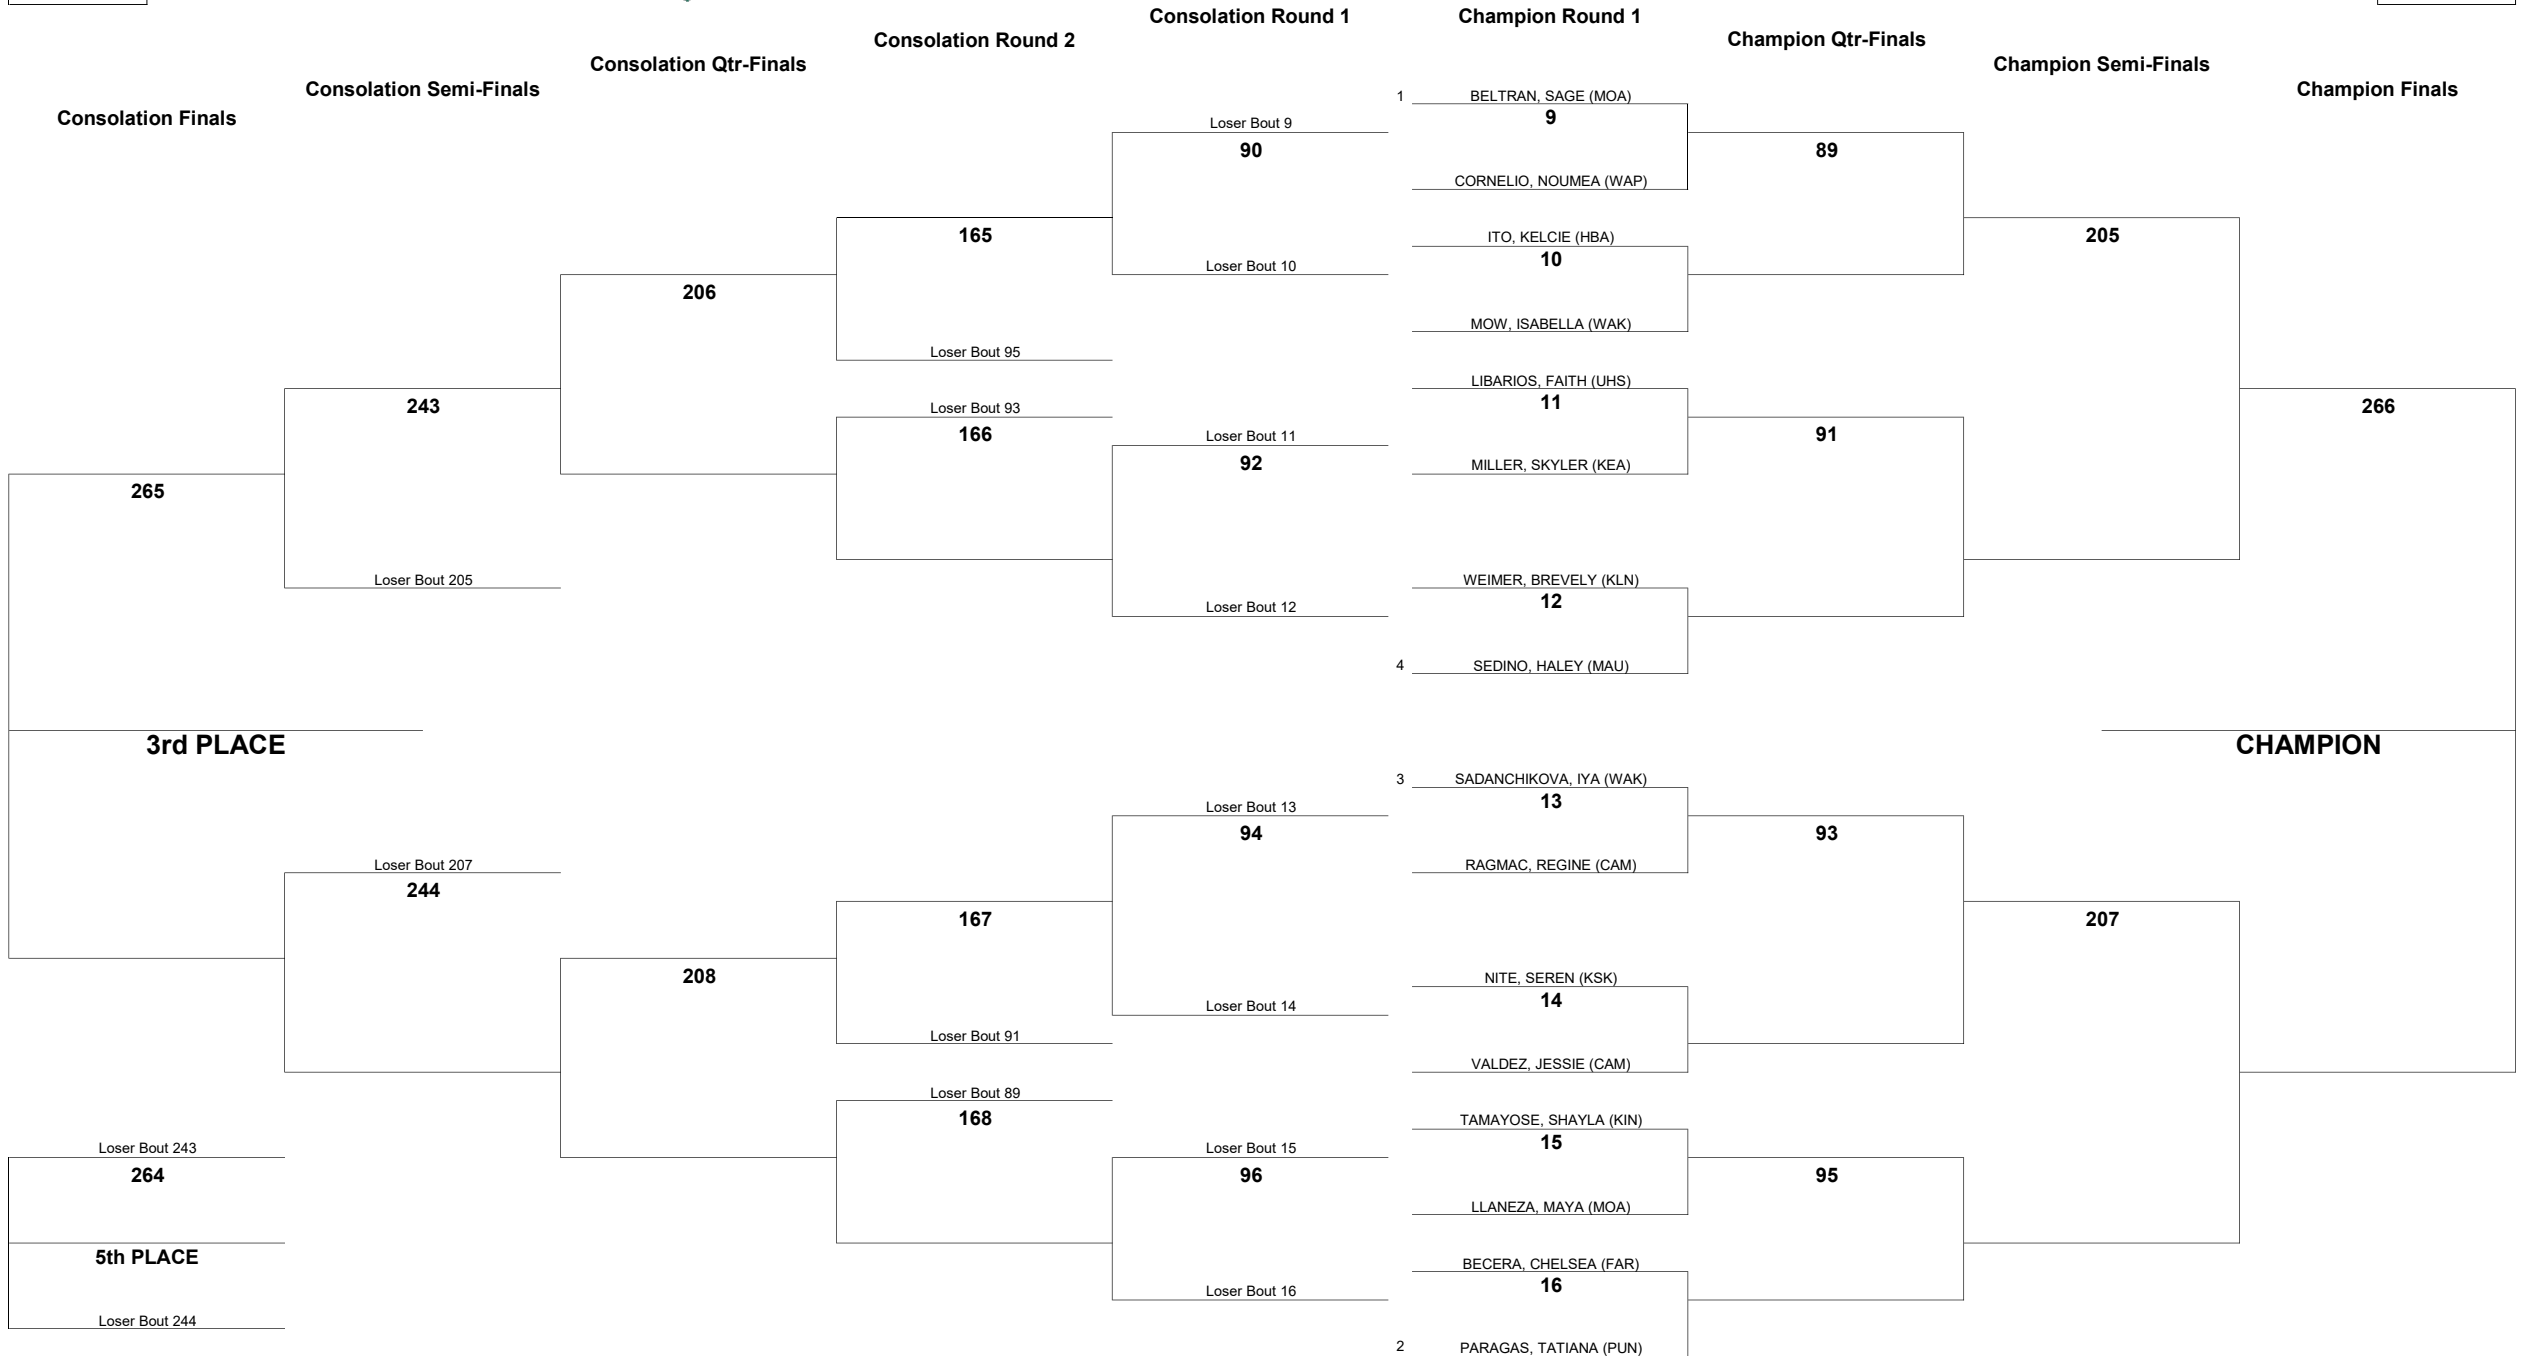 Consolation Round 1
Champion Round 1
Consolation Round 2
Champion Qtr-Finals
Consolation Qtr-Finals
Champion Semi-Finals
Consolation Semi-Finals
Champion Finals
Consolation Finals
1 BELTRAN, SAGE (MOA)
9
Loser Bout 9
90
89
CORNELIO, NOUMEA (WAP)
165
205
ITO, KELCIE (HBA)
10
Loser Bout 10
206
MOW, ISABELLA (WAK)
Loser Bout 95
LIBARIOS, FAITH (UHS)
11
243
Loser Bout 93
266
166
Loser Bout 11
91
92
MILLER, SKYLER (KEA)
265
Loser Bout 205
WEIMER, BREVELY (KLN)
12
Loser Bout 12
4 SEDINO, HALEY (MAU)
3rd PLACE
CHAMPION
3 SADANCHIKOVA, IYA (WAK)
13
Loser Bout 13
94
93
Loser Bout 207
RAGMAC, REGINE (CAM)
244
167
207
208
NITE, SEREN (KSK)
14
Loser Bout 14
Loser Bout 91
VALDEZ, JESSIE (CAM)
Loser Bout 89
168
TAMAYOSE, SHAYLA (KIN)
15
Loser Bout 243
Loser Bout 15
264
96
95
LLANEZA, MAYA (MOA)
5th PLACE
BECERA, CHELSEA (FAR)
16
Loser Bout 16
Loser Bout 244
2 PARAGAS, TATIANA (PUN)